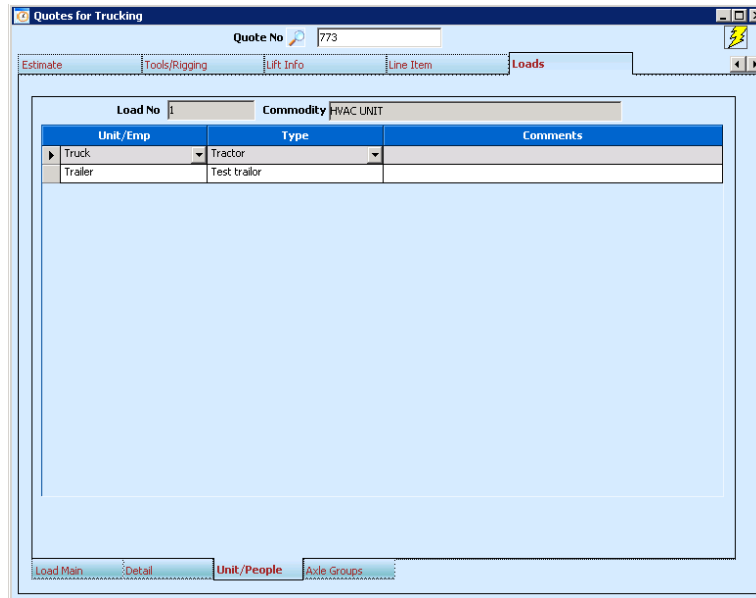 Quotes for Trucking
Quote No 773
Estimate Tools/Rigging Lift Info Line Item Loads
Load No 1 Commodity HVAC UNIT
Unit/Emp Type Comments
Truck Tractor
Trailer Test trailor
Load Main Detail Unit/People Axle Groups